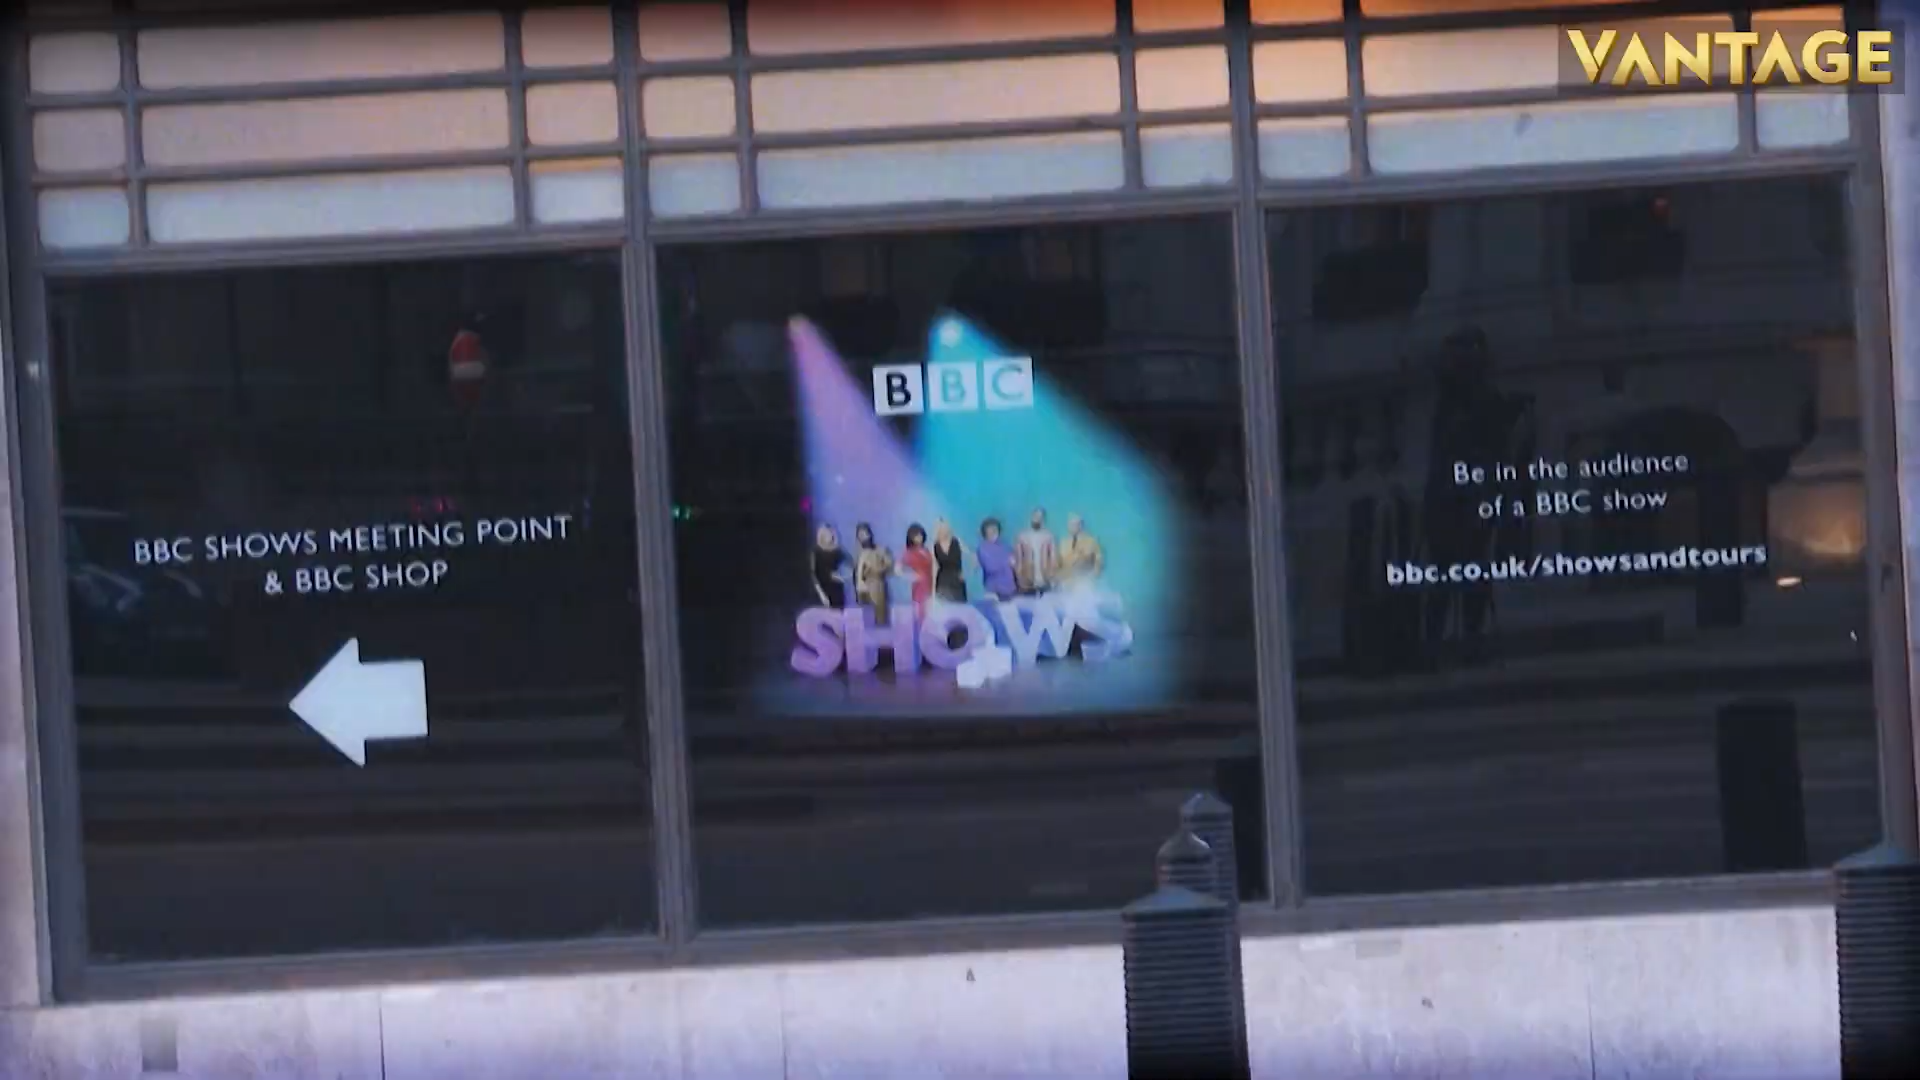 VANTAGE
BBC SHOWS MEETING POINT
& BBC SHOP
BBC
SHOWS
Be in the audience
of a BBC show
bbc.co.uk/showsandtours